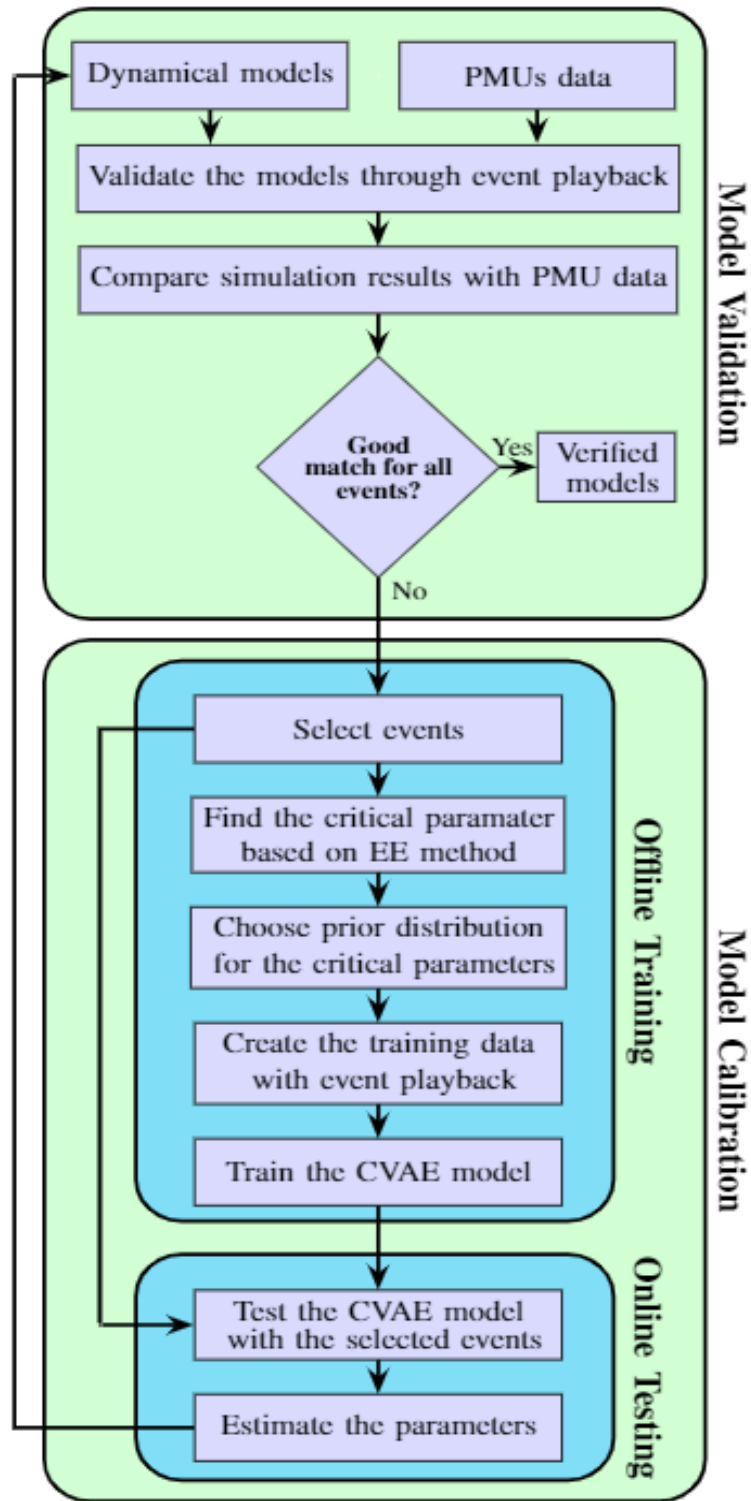 Dynamical models
PMUs data
Validate the models through event playback
Compare simulation results with PMU data
Good
match for all
events?
Yes
Verified
models
No
Model Validation
Select events
Find the critical paramater
based on EE method
Choose prior distribution
for the critical parameters
Create the training data
with event playback
Train the CVAE model
Offline Training
Test the CVAE model
with the selected events
Estimate the parameters
Online Testing
Model Calibration